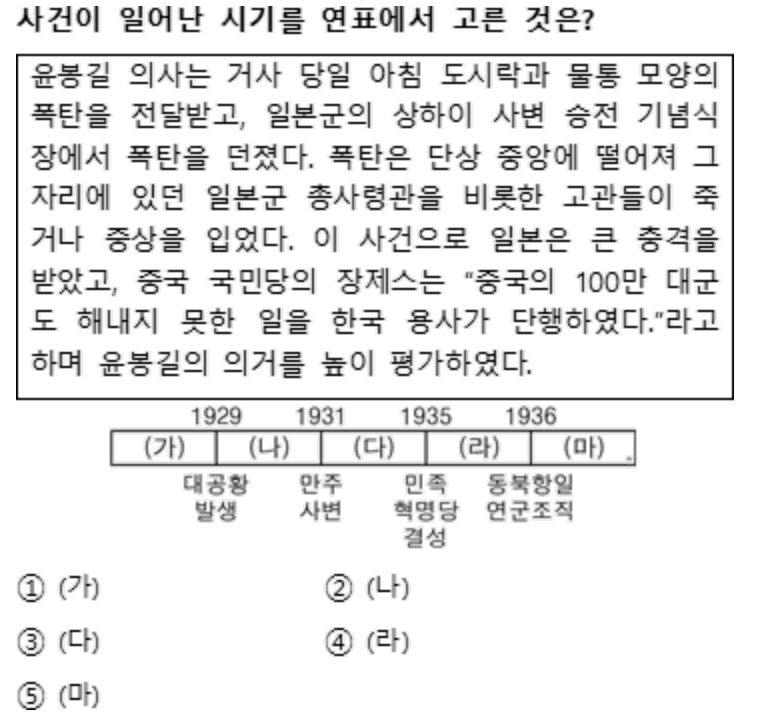 사건이 일어난 시기를 연표에서 고른 것은?
윤봉길 의사는 거사 당일 아침 도시락과 물통 모양의
폭탄을 전달받고, 일본군의 상하이 사변 승전 기념식
장에서 폭탄을 던졌다. 폭탄은 단상 중앙에 떨어져 그
자리에 있던 일본군 총사령관을 비롯한 고관들이 죽
거나 중상을 입었다. 이 사건으로 일본은 큰 충격을
받았고, 중국 국민당의 장제스는 “중국의 100만 대군
도 해내지 못한 일을 한국 용사가 단행하였다.”라고
하며 윤봉길의 의거를 높이 평가하였다.
1929 1931 1935 1936
(가) (나) (다) (라) (마)
대공황 만주 민족 동북항일
발생 사변 혁명당 연군조직
결성
① (가) ② (나)
③ (다) ④ (라)
⑤ (마)